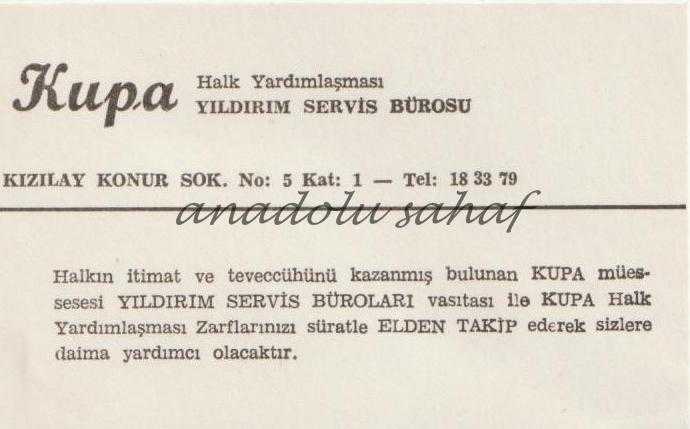 Kupa
Halk Yardımlaşması
YILDIRIM SERVİS BÜROSU
KIZILAY KONUR SOK. No: 5 Kat: 1 — Tel: 18 33 79
anadolu sahaf
Halkın itimat ve teveccühünü kazanmış bulunan KUPA mües-
sesesi YILDIRIM SERVİS BÜROLARI vasıtası ile KUPA Halk
Yardımlaşması Zarflarınızı süratle ELDEN TAKİP ederek sizlere
daima yardımcı olacaktır.